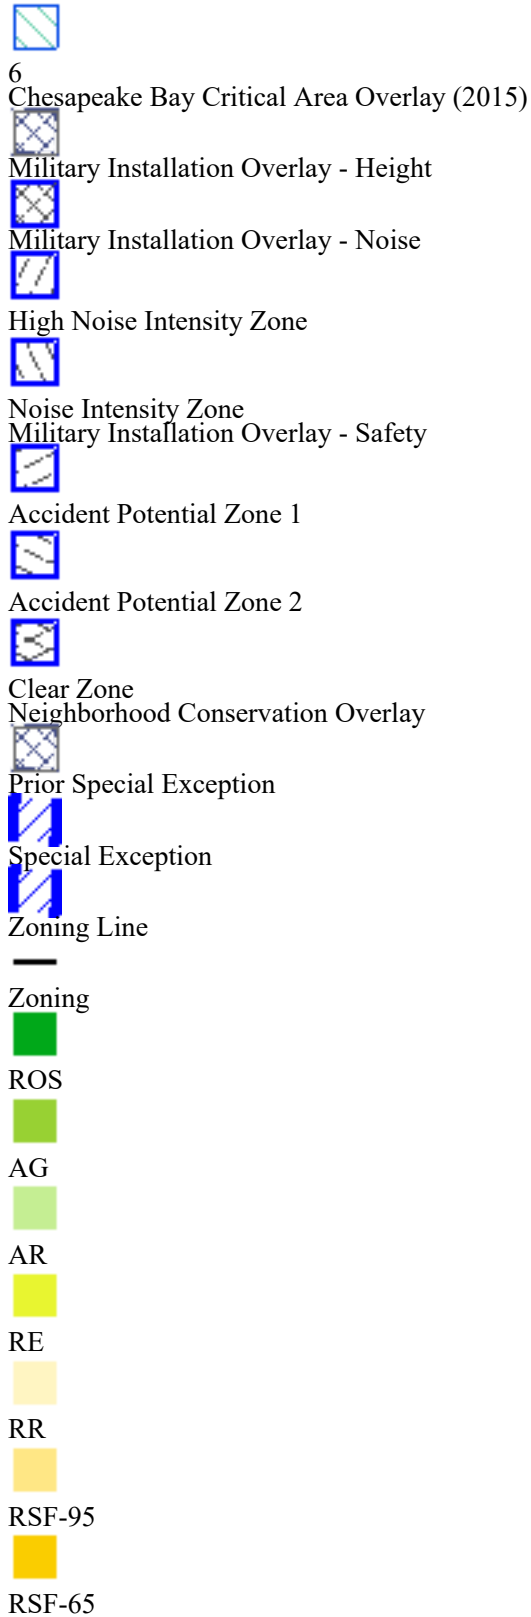 6
Chesapeake Bay Critical Area Overlay (2015)
Military Installation Overlay - Height
Military Installation Overlay - Noise
High Noise Intensity Zone
Noise Intensity Zone
Military Installation Overlay - Safety
Accident Potential Zone 1
Accident Potential Zone 2
Clear Zone
Neighborhood Conservation Overlay
Prior Special Exception
Special Exception
Zoning Line
Zoning
ROS
AG
AR
RE
RR
RSF-95
RSF-65